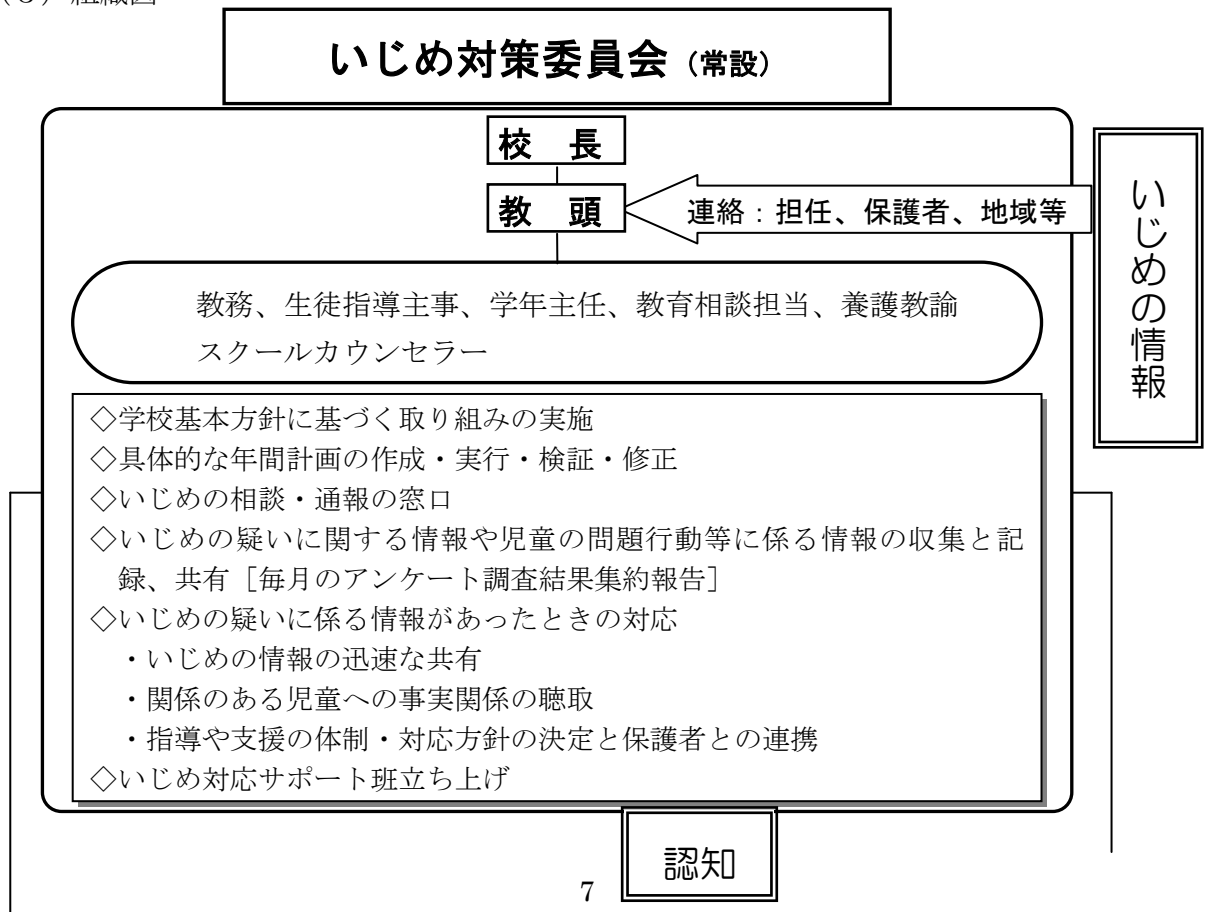 組織図
いじめ対策委員会（常設）
校　長
教　頭
連絡：担任、保護者、地域等
いじめの情報
教務、生徒指導主事、学年主任、教育相談担当、養護教諭
スクールカウンセラー
◇学校基本方針に基づく取り組みの実施
◇具体的な年間計画の作成・実行・検証・修正
◇いじめの相談・通報の窓口
◇いじめの疑いに関する情報や児童の問題行動等に係る情報の収集と記
録、共有［毎月のアンケート調査結果集約報告］
◇いじめの疑いに係る情報があったときの対応
・いじめの情報の迅速な共有
・関係のある児童への事実関係の聴取
・指導や支援の体制・対応方針の決定と保護者との連携
◇いじめ対応サポート班立ち上げ
認知
7